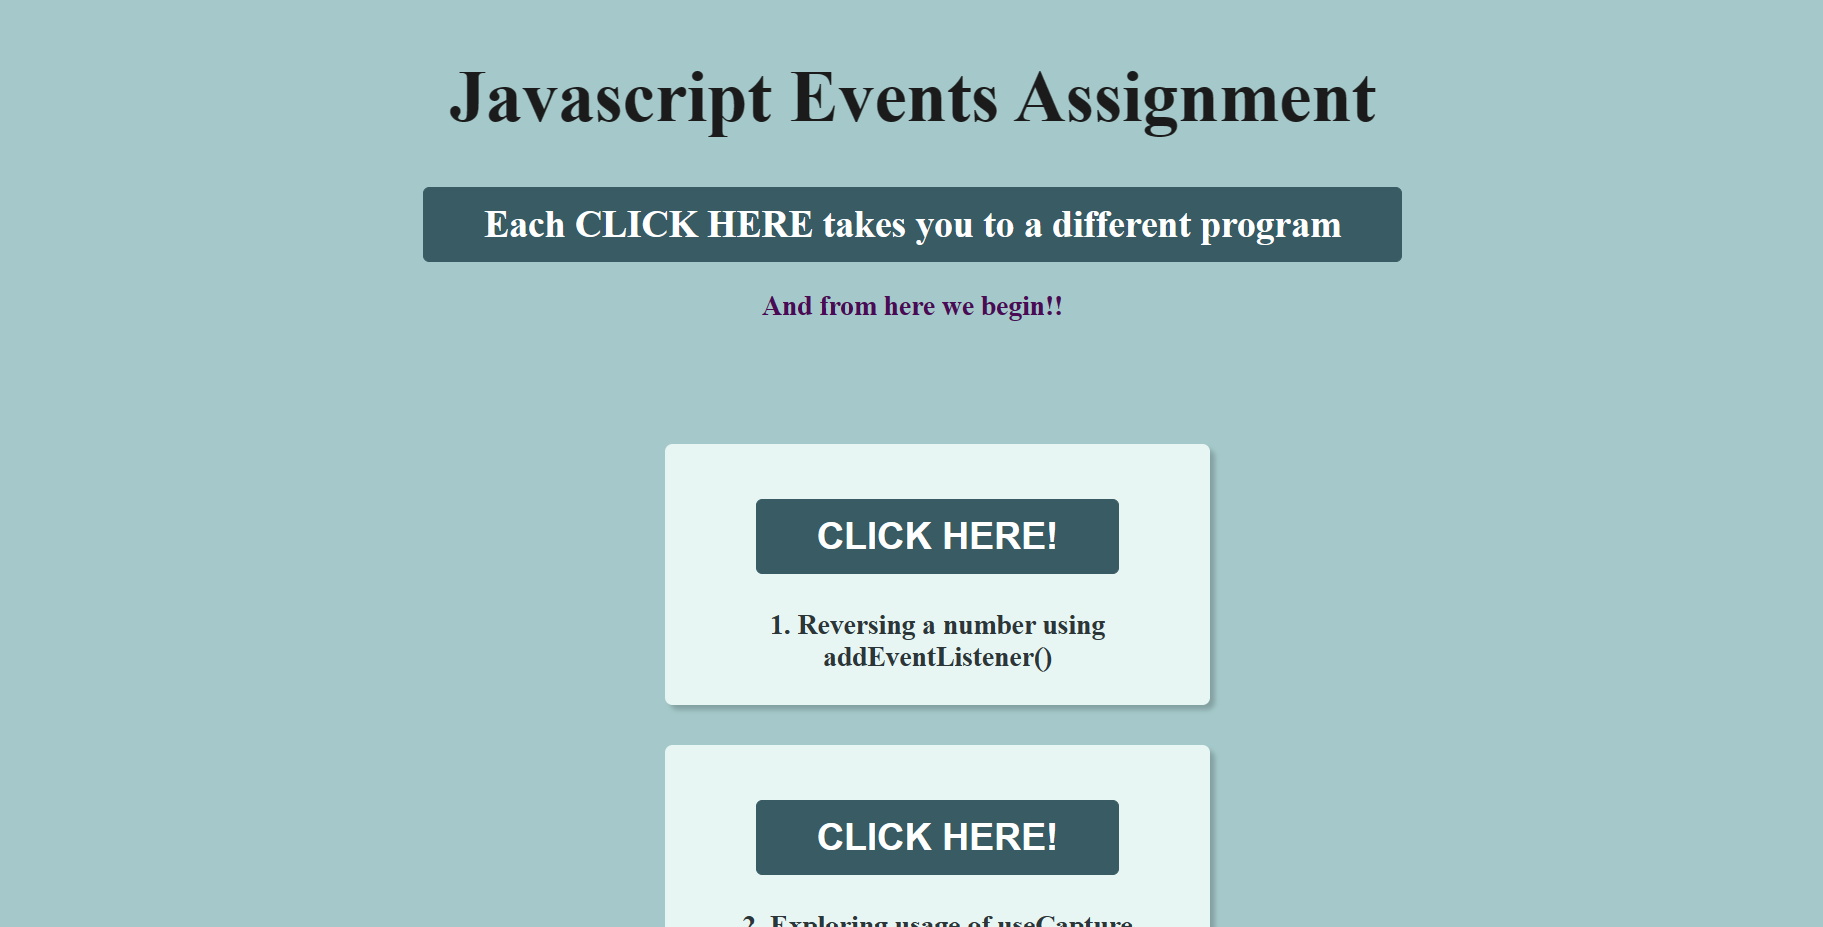 Javascript Events Assignment
Each CLICK HERE takes you to a different program
And from here we begin!!
CLICK HERE!
1. Reversing a number using
addEventListener()
CLICK HERE!
2. Exploring usage of useCapture